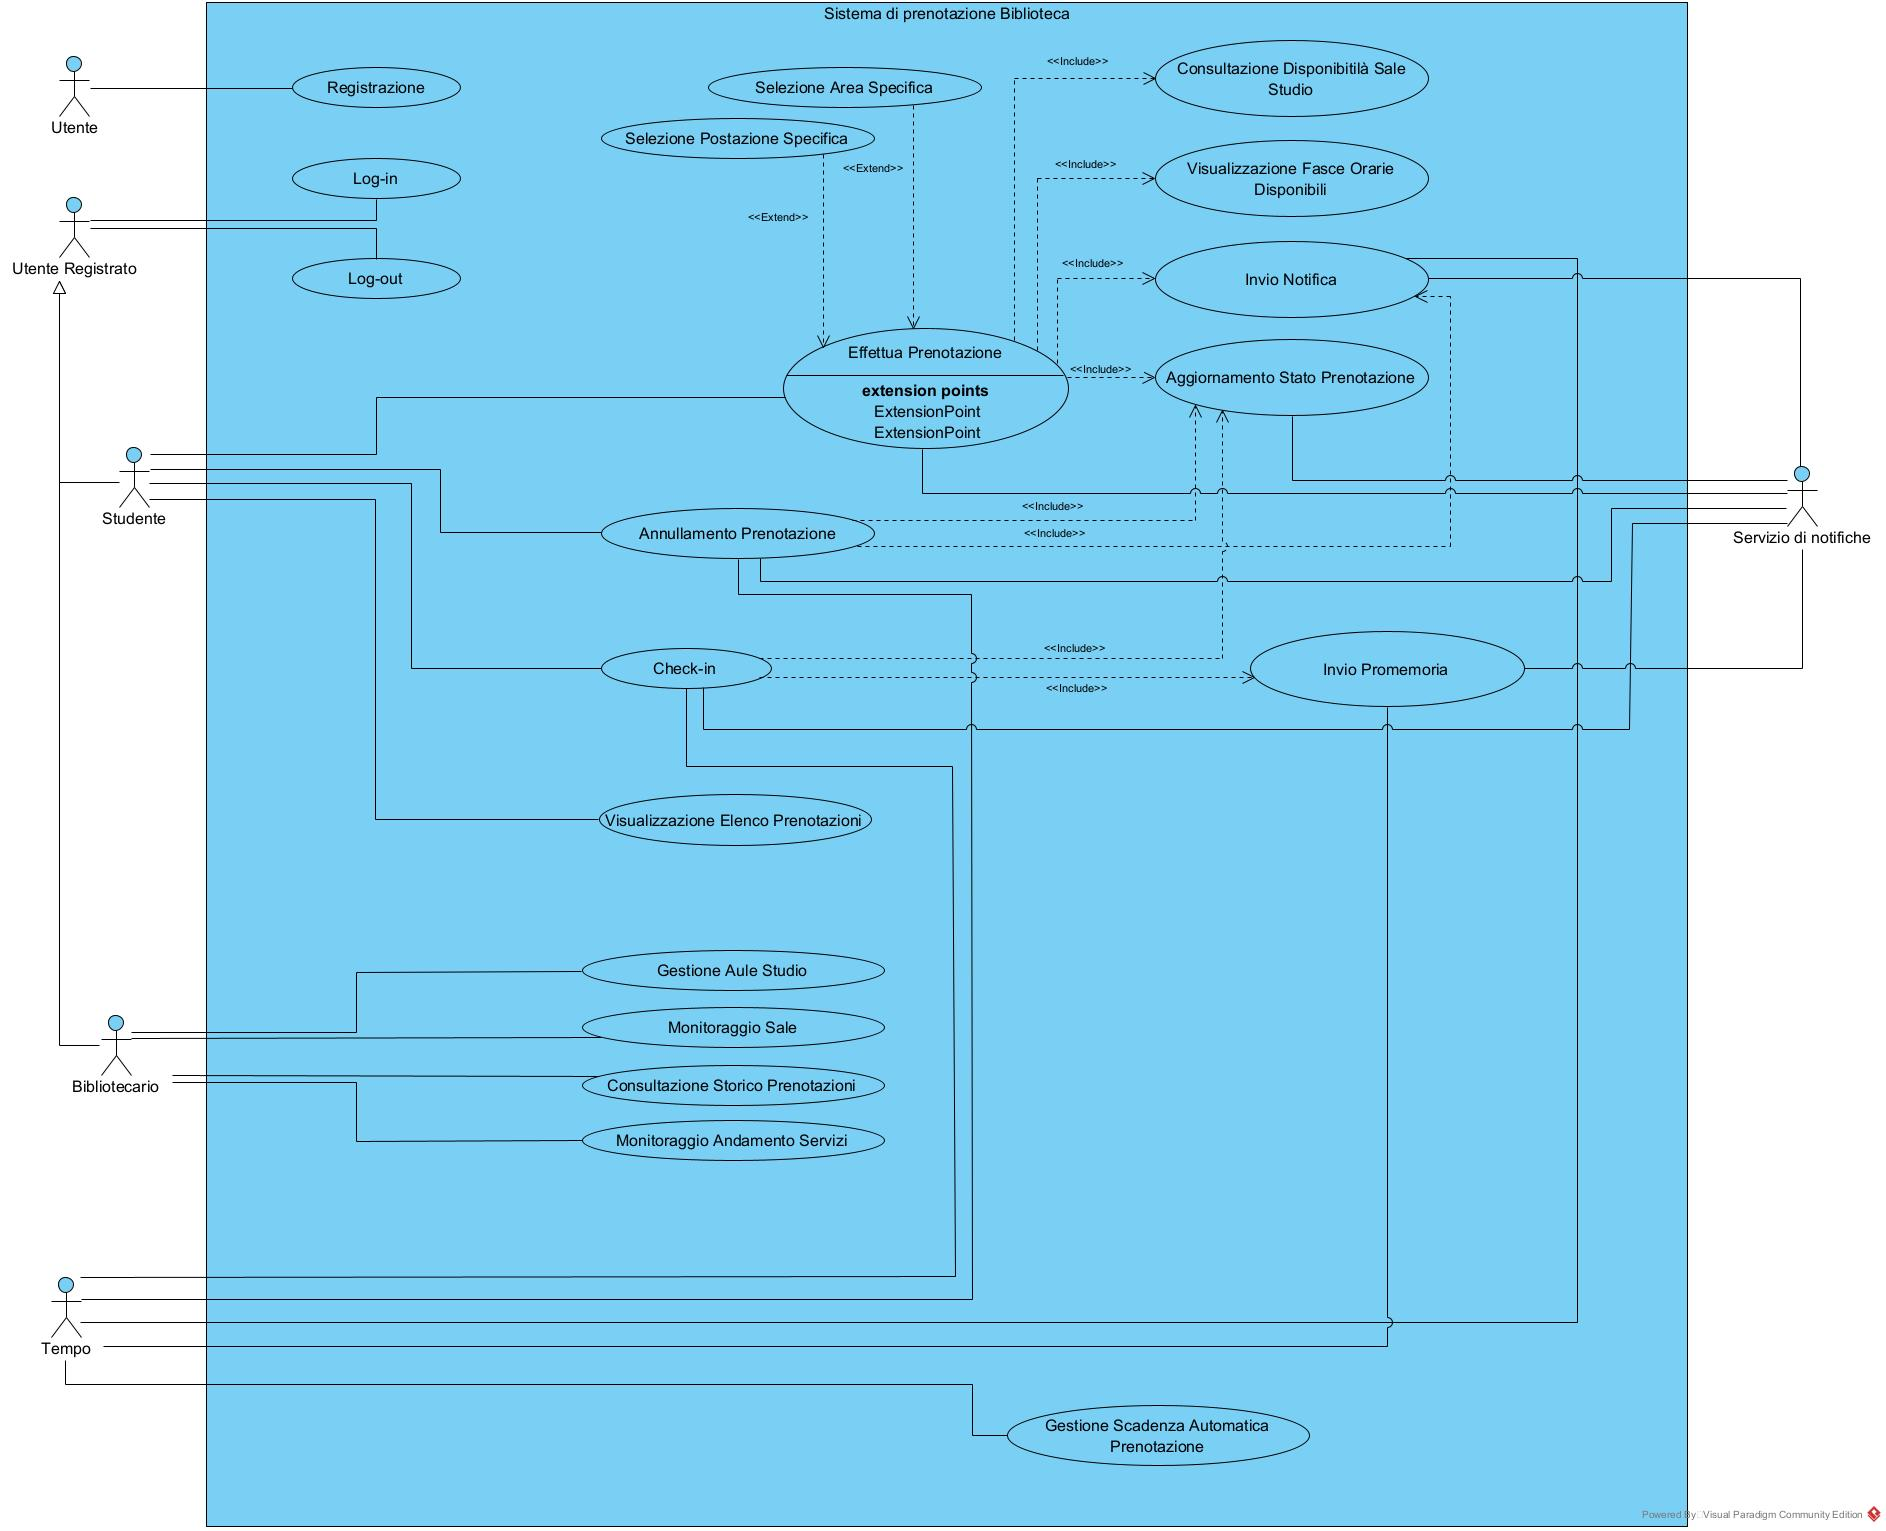 Sistema di prenotazione Biblioteca
Utente
Registrazione
Selezione Area Specifica
<<Include>>
Consultazione Disponibitilà Sale
Studio
Selezione Postazione Specifica
<<Extend>>
<<Extend>>
<<Include>>
Visualizzazione Fasce Orarie
Disponibili
Log-in
Utente Registrato
Log-out
<<Include>>
Invio Notifica
Effettua Prenotazione
extension points
ExtensionPoint
ExtensionPoint
<<Include>>
Aggiornamento Stato Prenotazione
Studente
Servizio di notifiche
Annullamento Prenotazione
<<Include>>
<<Include>>
Check-in
<<Include>>
<<Include>>
Invio Promemoria
Visualizzazione Elenco Prenotazioni
Gestione Aule Studio
Monitoraggio Sale
Bibliotecario
Consultazione Storico Prenotazioni
Monitoraggio Andamento Servizi
Tempo
Gestione Scadenza Automatica
Prenotazione
Powered By Visual Paradigm Community Edition